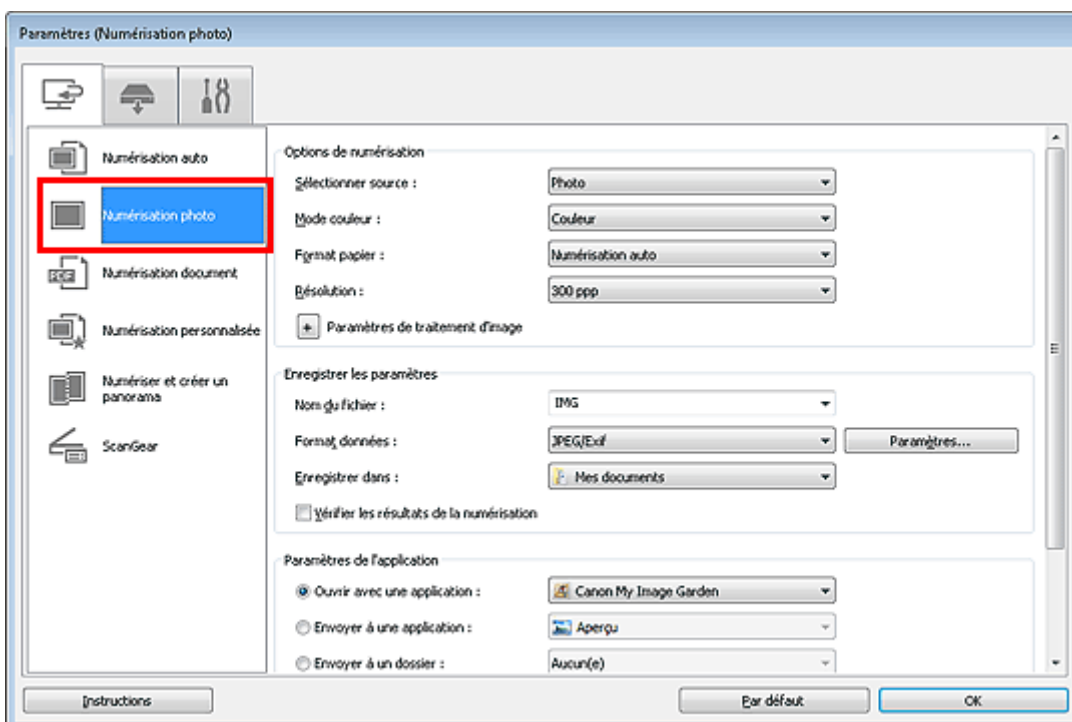 Paramètres (Numérisation photo)
Numérisation auto
Numérisation photo
PDF
Numérisation document
Numérisation personnalisée
Numériser et créer un
panorama
ScanGear
Options de numérisation
Sélectionner source : Photo
Mode couleur : Couleur
Format papier : Numérisation auto
Résolution : 300 ppp
+ Paramètres de traitement d'image
Enregistrer les paramètres
Nom du fichier : IMG
Format données : JPEG/Exif Paramètres...
Enregistrer dans : Mes documents
Vérifier les résultats de la numérisation
Paramètres de l'application
Ouvrir avec une application : Canon My Image Garden
Envoyer à une application : Aperçu
Envoyer à un dossier : Aucun(e)
Instructions Par défaut OK